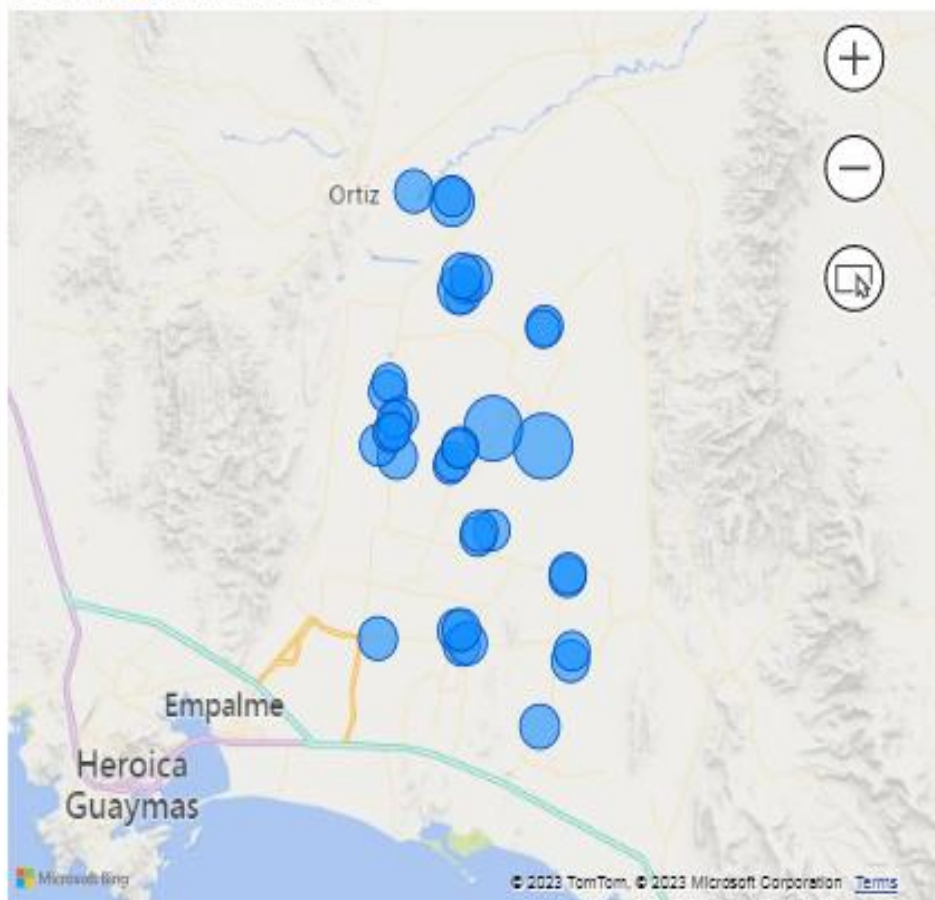 Ortiz
Empalme
Heroica
Guaymas
Microsoft Bing
© 2023 TomTom, © 2023 Microsoft Corporation Terms